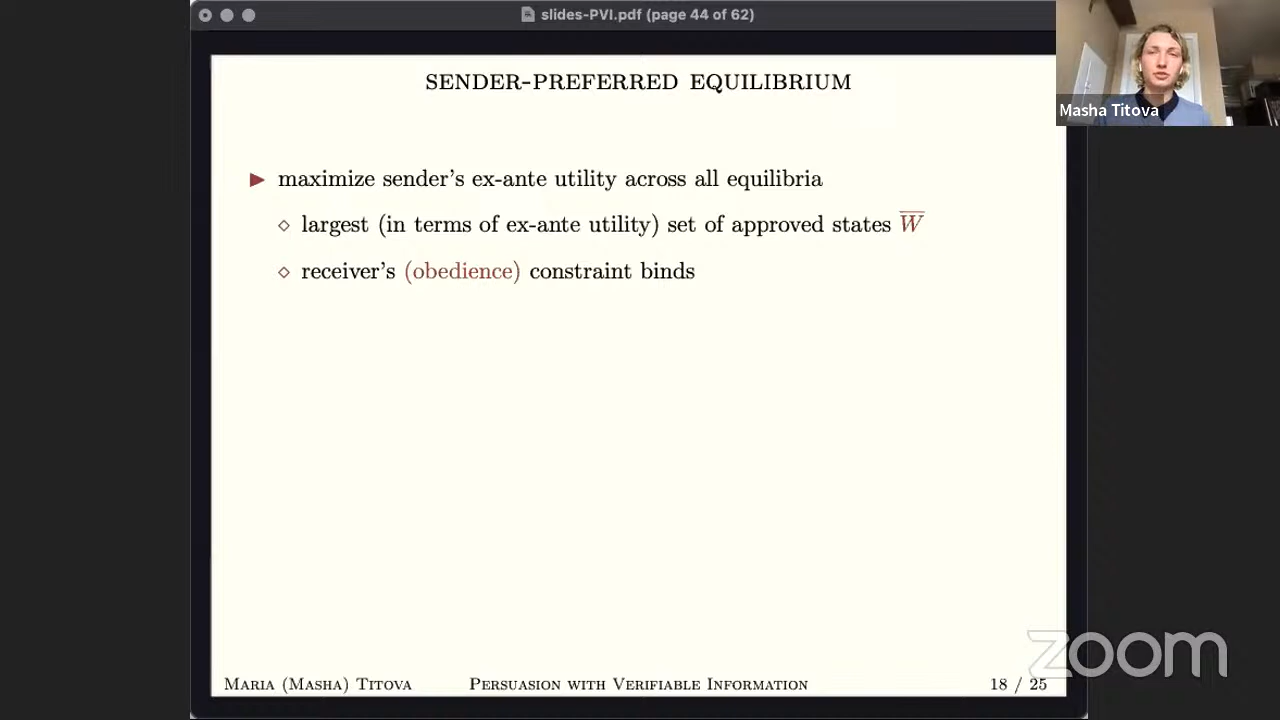 slides-PVI.pdf (page 44 of 62)
Masha Titova
SENDER-PREFERRED EQUILIBRIUM
▶ maximize sender's ex-ante utility across all equilibria
◇ largest (in terms of ex-ante utility) set of approved states W̅
◇ receiver's (obedience) constraint binds
Maria (Masha) Titova Persuasion with Verifiable Information 18 / 25
zoom